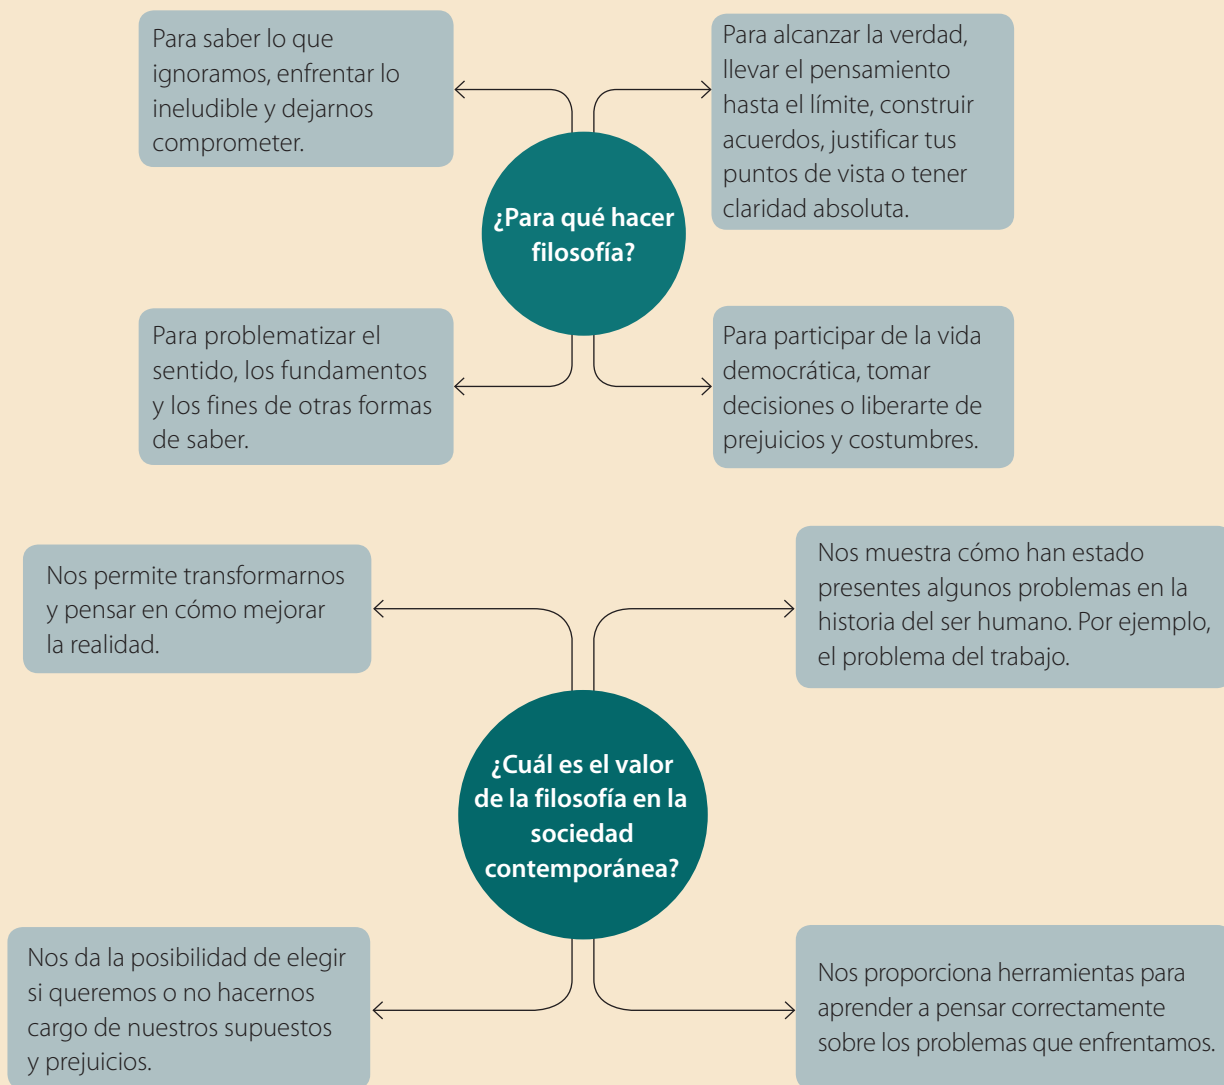 Para saber lo que
ignoramos, enfrentar lo
ineludible y dejarnos
comprometer.
Para alcanzar la verdad,
llevar el pensamiento
hasta el límite, construir
acuerdos, justificar tus
puntos de vista o tener
claridad absoluta.
¿Para qué hacer
filosofía?
Para problematizar el
sentido, los fundamentos
y los fines de otras formas
de saber.
Para participar de la vida
democrática, tomar
decisiones o liberarte de
prejuicios y costumbres.
Nos permite transformarnos
y pensar en cómo mejorar
la realidad.
Nos muestra cómo han estado
presentes algunos problemas en la
historia del ser humano. Por ejemplo,
el problema del trabajo.
¿Cuál es el valor
de la filosofía en la
sociedad
contemporánea?
Nos da la posibilidad de elegir
si queremos o no hacernos
cargo de nuestros supuestos
y prejuicios.
Nos proporciona herramientas para
aprender a pensar correctamente
sobre los problemas que enfrentamos.